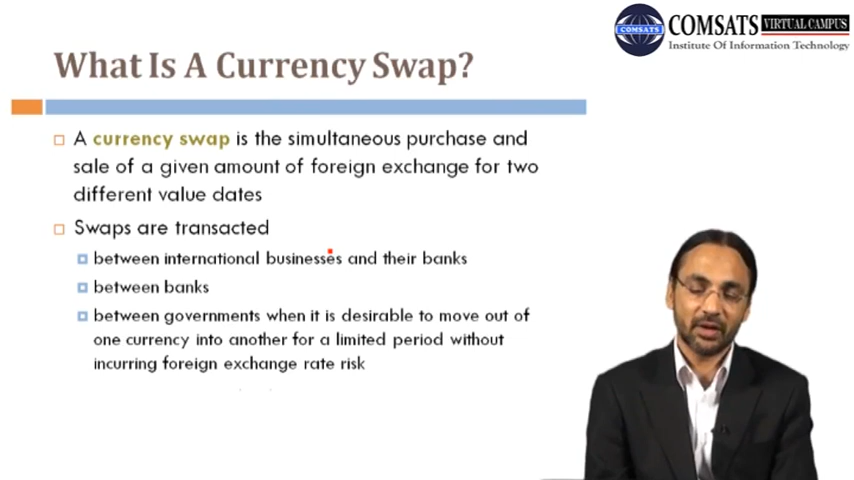 COMSATS VIRTUAL CAMPUS
COMSATS
Institute Of Information Technology
What Is A Currency Swap?
A currency swap is the simultaneous purchase and
sale of a given amount of foreign exchange for two
different value dates
Swaps are transacted
between international businesses and their banks
between banks
between governments when it is desirable to move out of
one currency into another for a limited period without
incurring foreign exchange rate risk